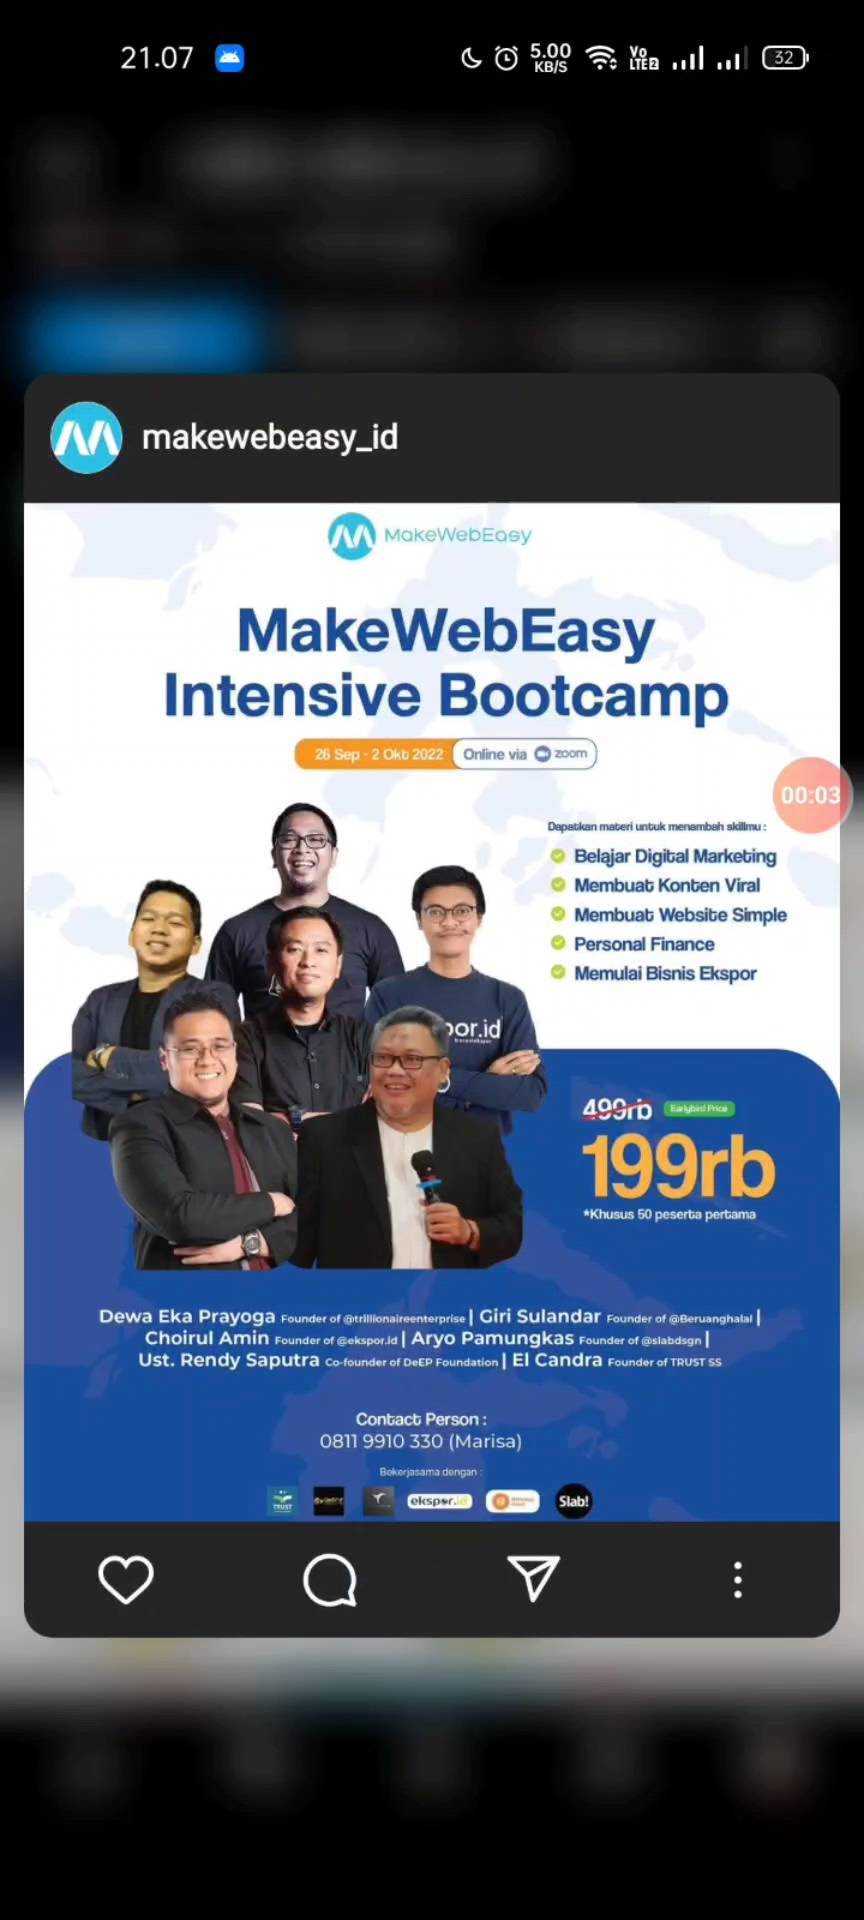 21.07
5.00
KB/S
Vo
LTE2
32
makewebeasy_id
MakeWebEasy
MakeWebEasy
Intensive Bootcamp
26 Sep - 2 Okt 2022 Online via zoom
00:03
Dapatkan materi untuk menambah skillmu :
Belajar Digital Marketing
Membuat Konten Viral
Membuat Website Simple
Personal Finance
Memulai Bisnis Ekspor
por.id
499rb Earlybird Price
199rb
*Khusus 50 peserta pertama
Dewa Eka Prayoga Founder of @trillionaireenterprise | Giri Sulandar Founder of @Beruanghalal |
Choirul Amin Founder of @ekspor.id | Aryo Pamungkas Founder of @slabdsgn |
Ust. Rendy Saputra Co-founder of DeEP Foundation | El Candra Founder of TRUST SS
Contact Person :
0811 9910 330 (Marisa)
Bekerjasama dengan :
TRUST ekspor.id Slab!